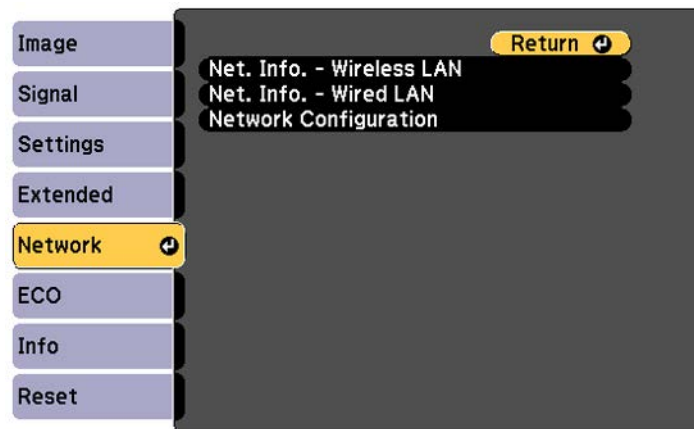 Image
Signal
Settings
Extended
Network
ECO
Info
Reset
Return
Net. Info. - Wireless LAN
Net. Info. - Wired LAN
Network Configuration